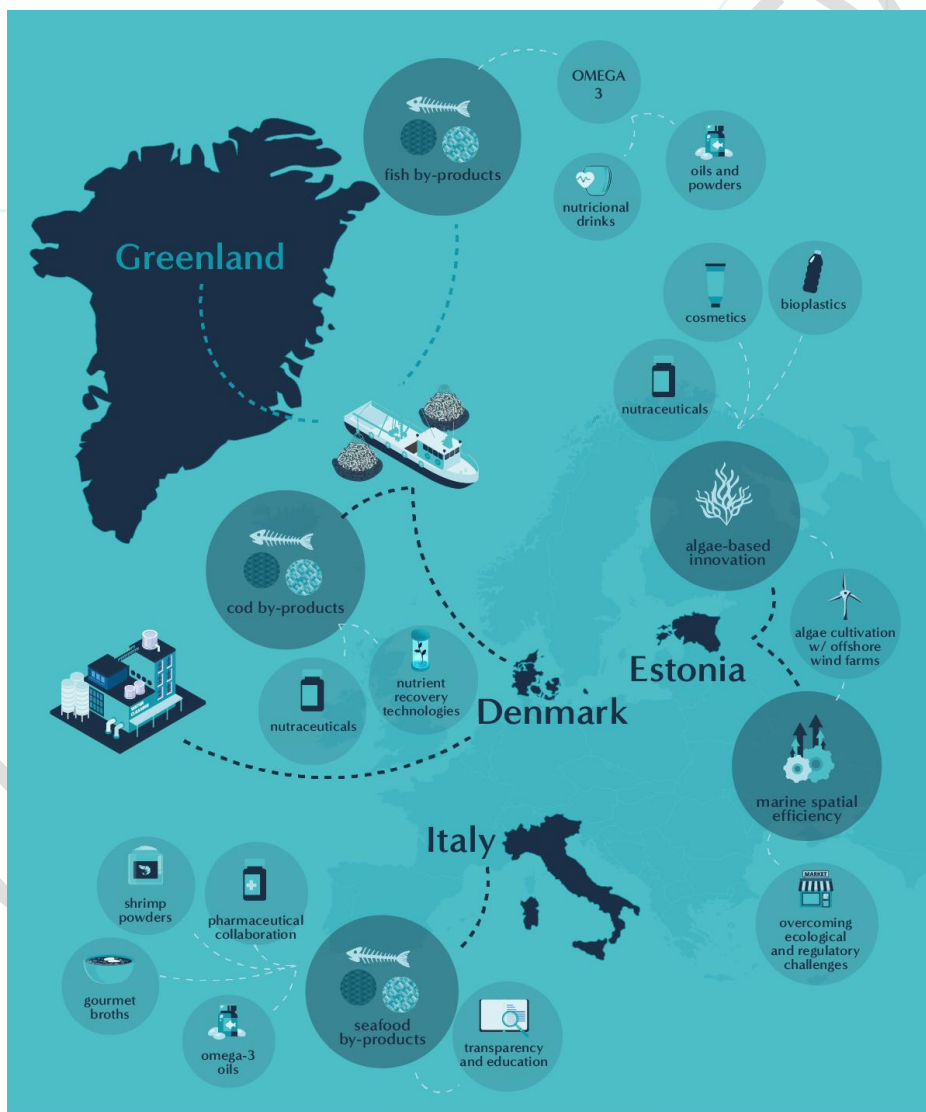 OMEGA
3
fish by-products
oils and
powders
nutricional
drinks
Greenland
cosmetics
bioplastics
nutraceuticals
algae-based
innovation
cod by-products
algae cultivation
w/ offshore
wind farms
Estonia
nutraceuticals
nutrient
recovery
technologies
Denmark
marine spatial
efficiency
Italy
MARKET
shrimp
powders
pharmaceutical
collaboration
overcoming
ecological
and regulatory
challenges
gourmet
broths
seafood
by-products
omega-3
oils
transparency
and education